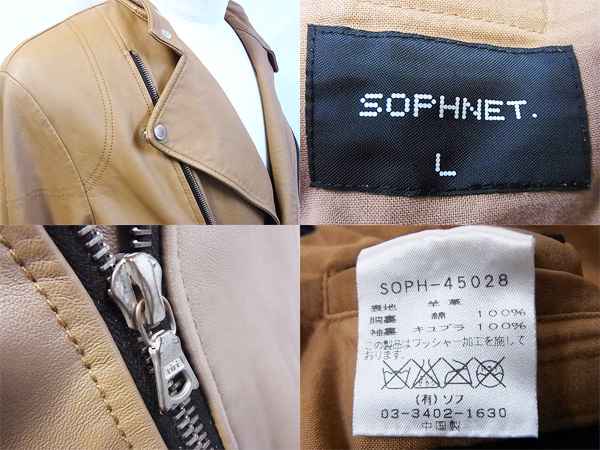 SOPHNET.
L
SOPH-45028
表地 羊革
胴裏 綿 100%
袖裏 キュプラ 100%
この製品はワッシャー加工を施して
おります。
(有)ソフ
03-3402-1630
中国製